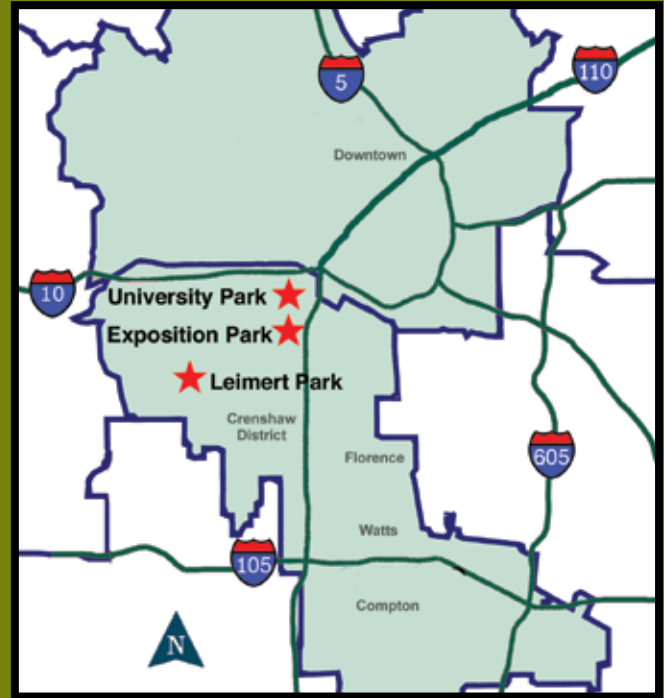 5
110
Downtown
10
University Park
Exposition Park
Leimert Park
Crenshaw
District
Florence
605
Watts
105
Compton
N